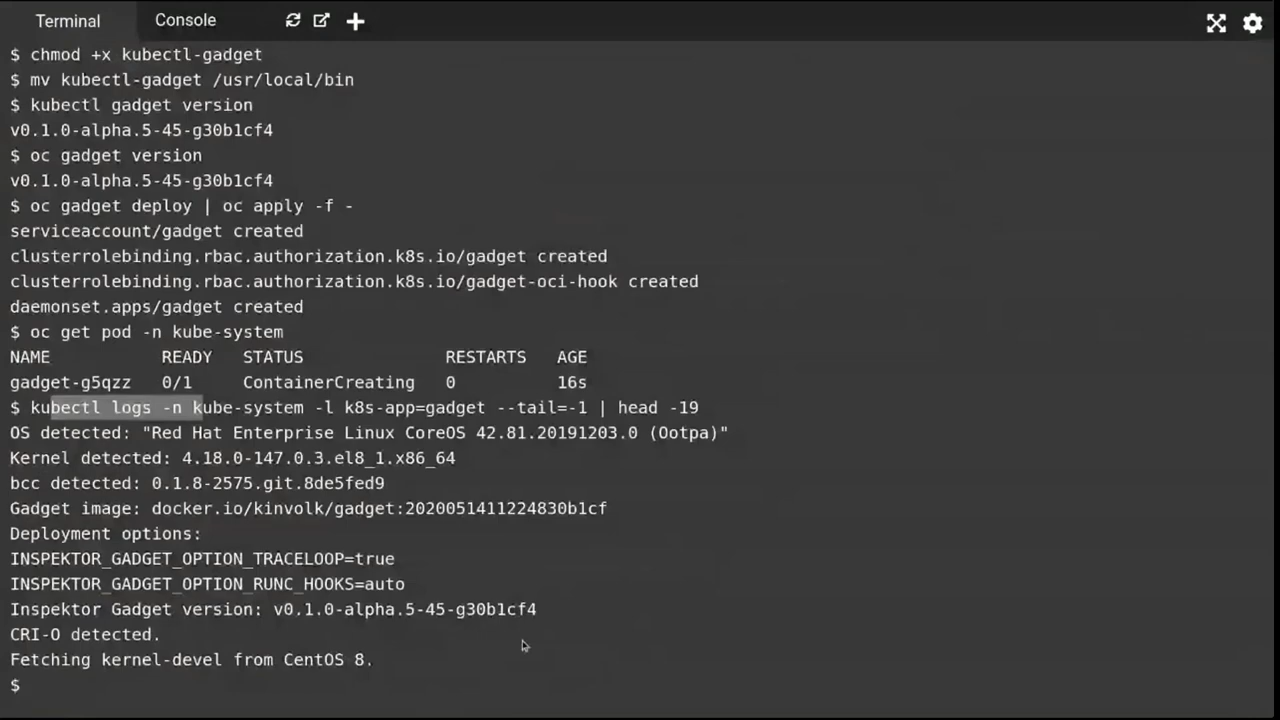 Terminal Console
$ chmod +x kubectl-gadget
$ mv kubectl-gadget /usr/local/bin
$ kubectl gadget version
v0.1.0-alpha.5-45-g30b1cf4
$ oc gadget version
v0.1.0-alpha.5-45-g30b1cf4
$ oc gadget deploy | oc apply -f -
serviceaccount/gadget created
clusterrolebinding.rbac.authorization.k8s.io/gadget created
clusterrolebinding.rbac.authorization.k8s.io/gadget-oci-hook created
daemonset.apps/gadget created
$ oc get pod -n kube-system
NAME READY STATUS RESTARTS AGE
gadget-g5qzz 0/1 ContainerCreating 0 16s
$ kubectl logs -n kube-system -l k8s-app=gadget --tail=-1 | head -19
OS detected: "Red Hat Enterprise Linux CoreOS 42.81.20191203.0 (Ootpa)"
Kernel detected: 4.18.0-147.0.3.el8_1.x86_64
bcc detected: 0.1.8-2575.git.8de5fed9
Gadget image: docker.io/kinvolk/gadget:2020051411224830b1cf
Deployment options:
INSPEKTOR_GADGET_OPTION_TRACELOOP=true
INSPEKTOR_GADGET_OPTION_RUNC_HOOKS=auto
Inspektor Gadget version: v0.1.0-alpha.5-45-g30b1cf4
CRI-O detected.
Fetching kernel-devel from CentOS 8.
$